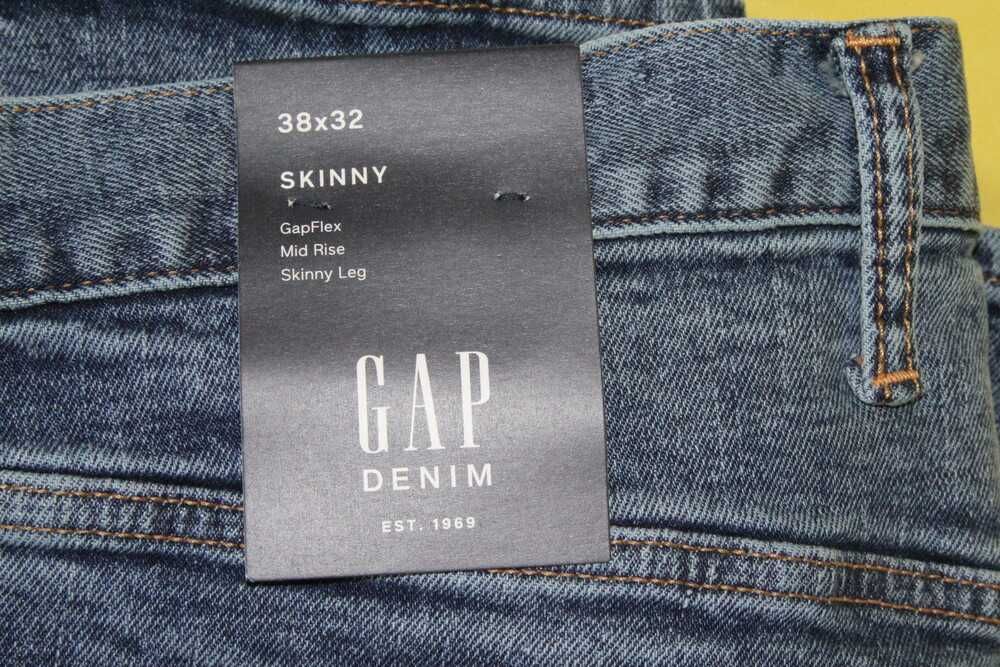 38x32
SKINNY
GapFlex
Mid Rise
Skinny Leg
GAP
DENIM
EST. 1969